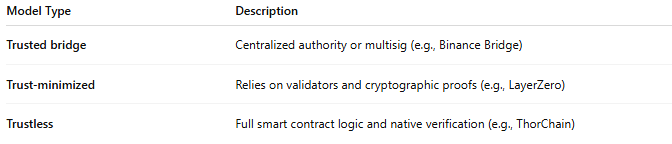 Model Type Description
Trusted bridge Centralized authority or multisig (e.g., Binance Bridge)
Trust-minimized Relies on validators and cryptographic proofs (e.g., LayerZero)
Trustless Full smart contract logic and native verification (e.g., ThorChain)